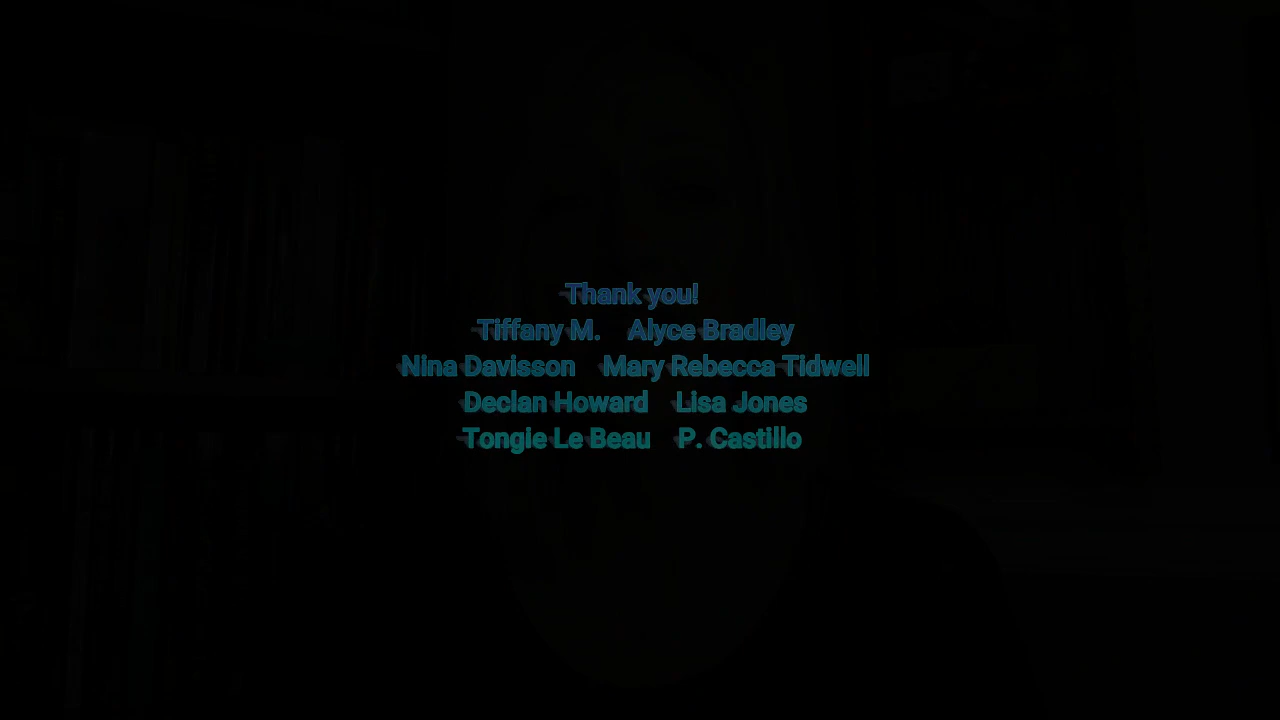 Thank you!
Tiffany M. Alyce Bradley
Nina Davisson Mary Rebecca Tidwell
Declan Howard Lisa Jones
Tongie Le Beau P. Castillo